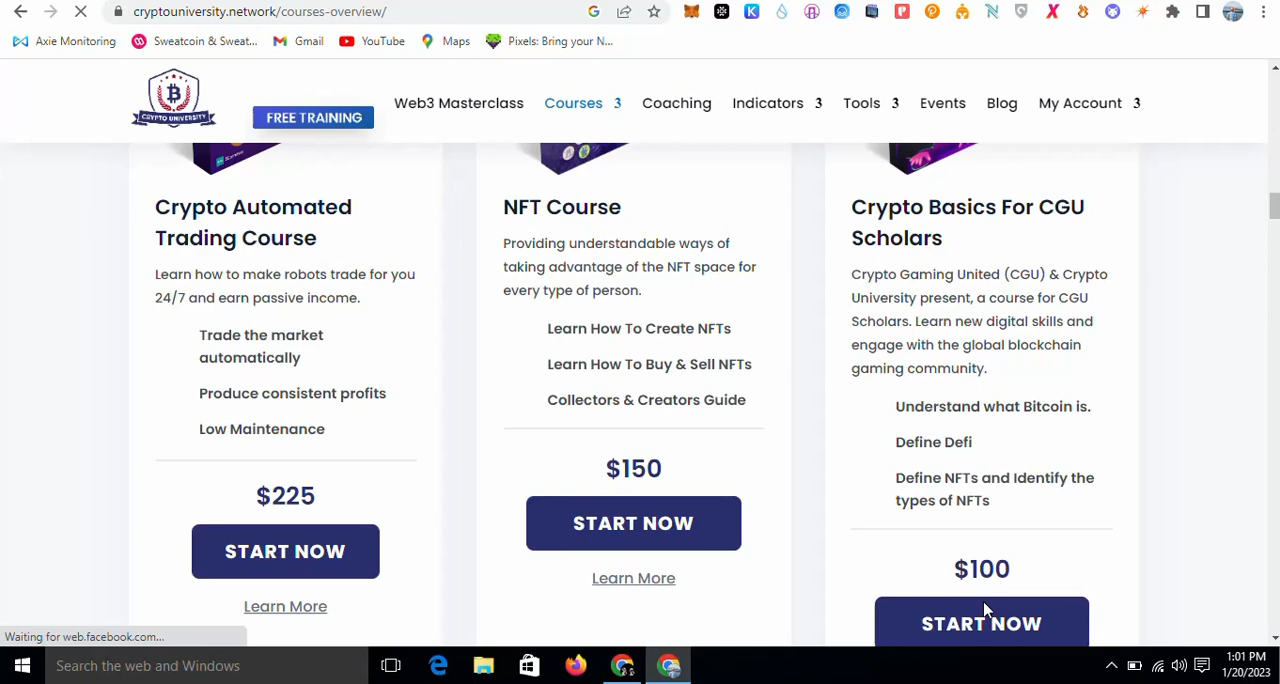 cryptouniversity.network/courses-overview/
Axie Monitoring
Sweatcoin & Sweat...
Gmail
YouTube
Maps
Pixels: Bring your N...
CRYPTO UNIVERSITY
FREE TRAINING
Web3 Masterclass
Courses 3
Coaching
Indicators 3
Tools 3
Events
Blog
My Account 3
Crypto Automated
Trading Course
Learn how to make robots trade for you
24/7 and earn passive income.
Trade the market
automatically
Produce consistent profits
Low Maintenance
$225
START NOW
Learn More
NFT Course
Providing understandable ways of
taking advantage of the NFT space for
every type of person.
Learn How To Create NFTs
Learn How To Buy & Sell NFTs
Collectors & Creators Guide
$150
START NOW
Learn More
Crypto Basics For CGU
Scholars
Crypto Gaming United (CGU) & Crypto
University present, a course for CGU
Scholars. Learn new digital skills and
engage with the global blockchain
gaming community.
Understand what Bitcoin is.
Define Defi
Define NFTs and Identify the
types of NFTs
$100
START NOW
Waiting for web.facebook.com...
Search the web and Windows
1:01 PM
1/20/2023